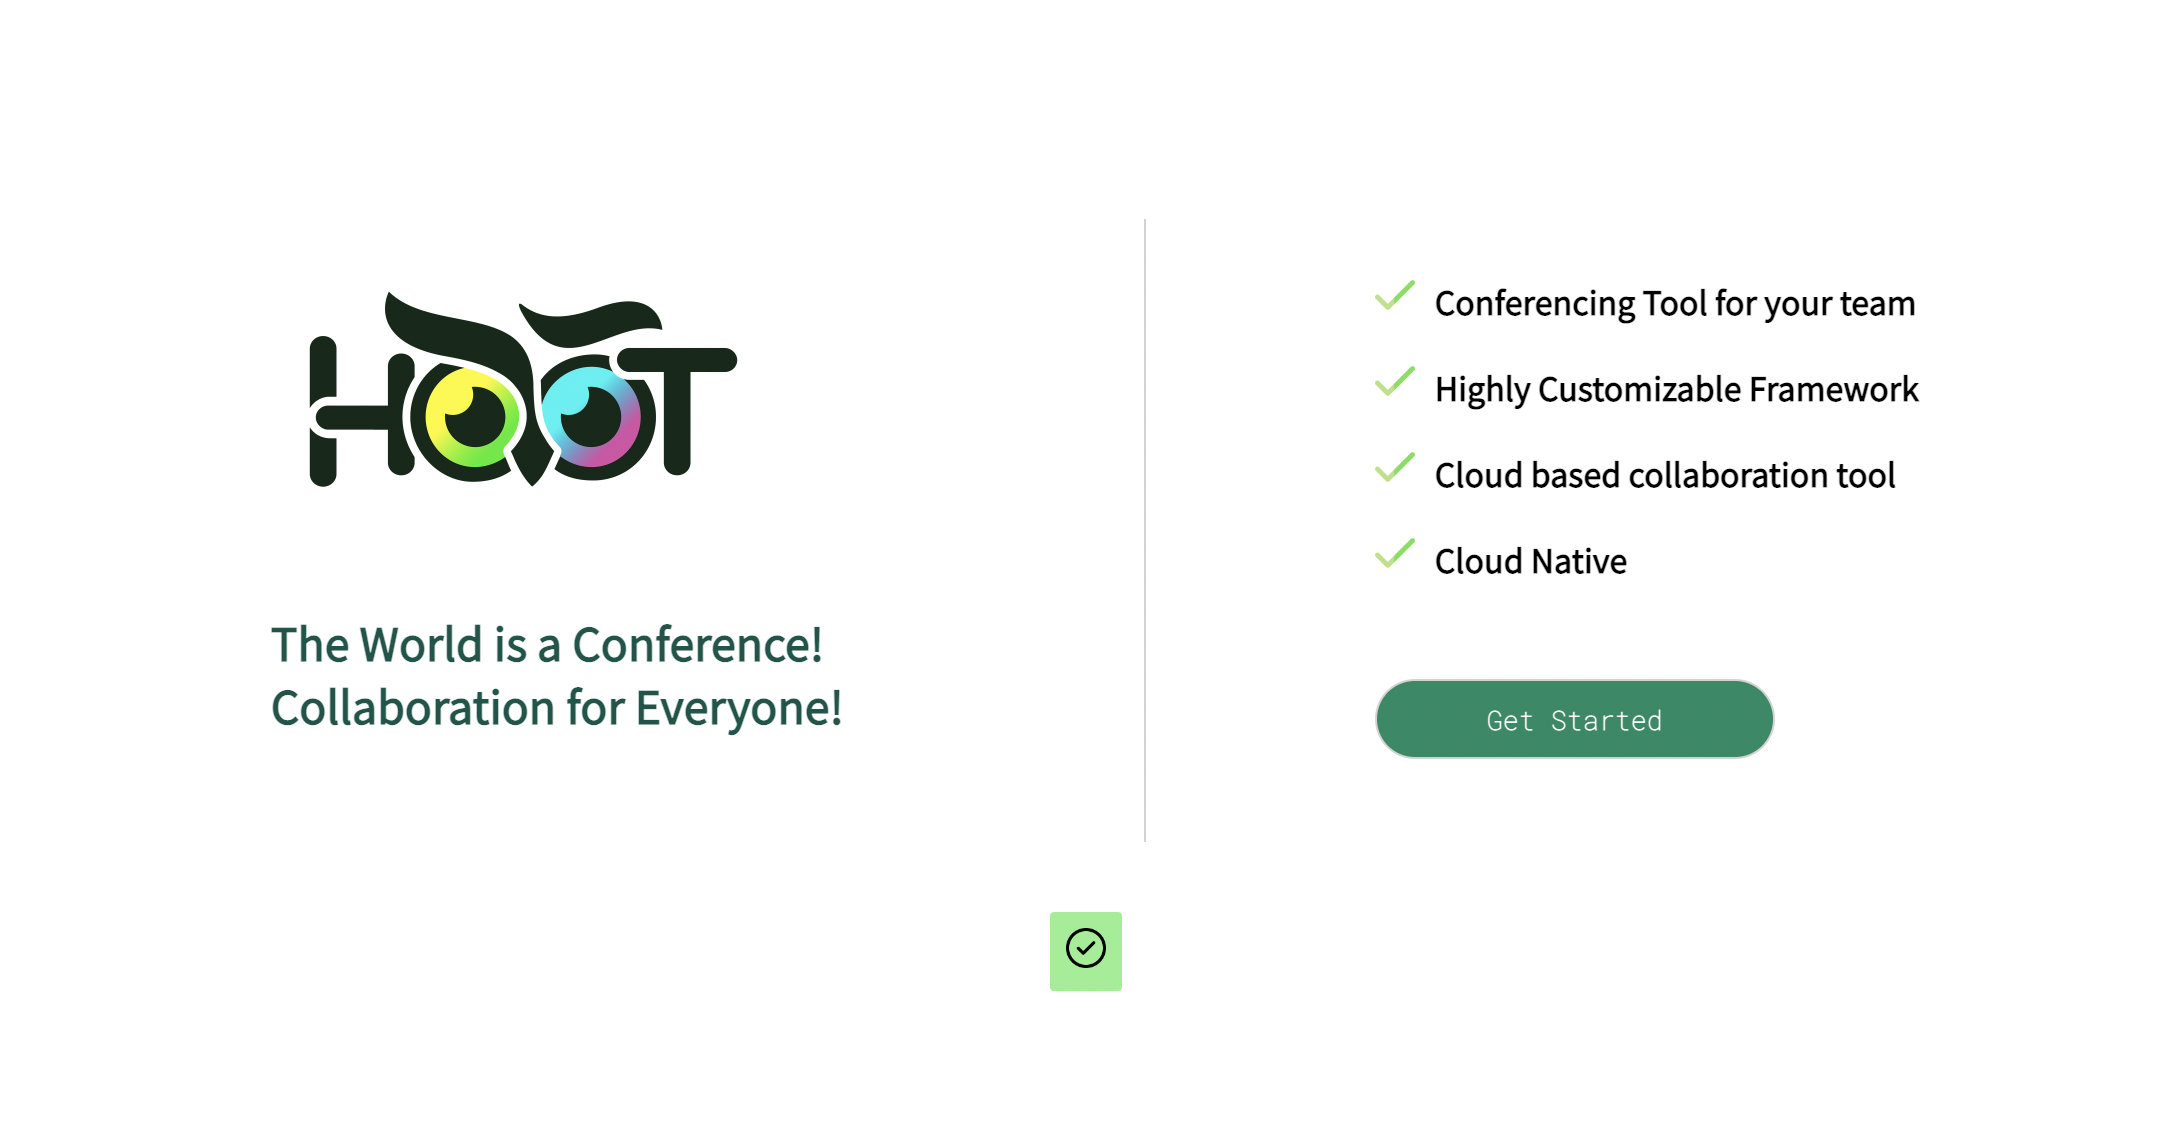 HOOT
The World is a Conference!
Collaboration for Everyone!
Conferencing Tool for your team
Highly Customizable Framework
Cloud based collaboration tool
Cloud Native
Get Started